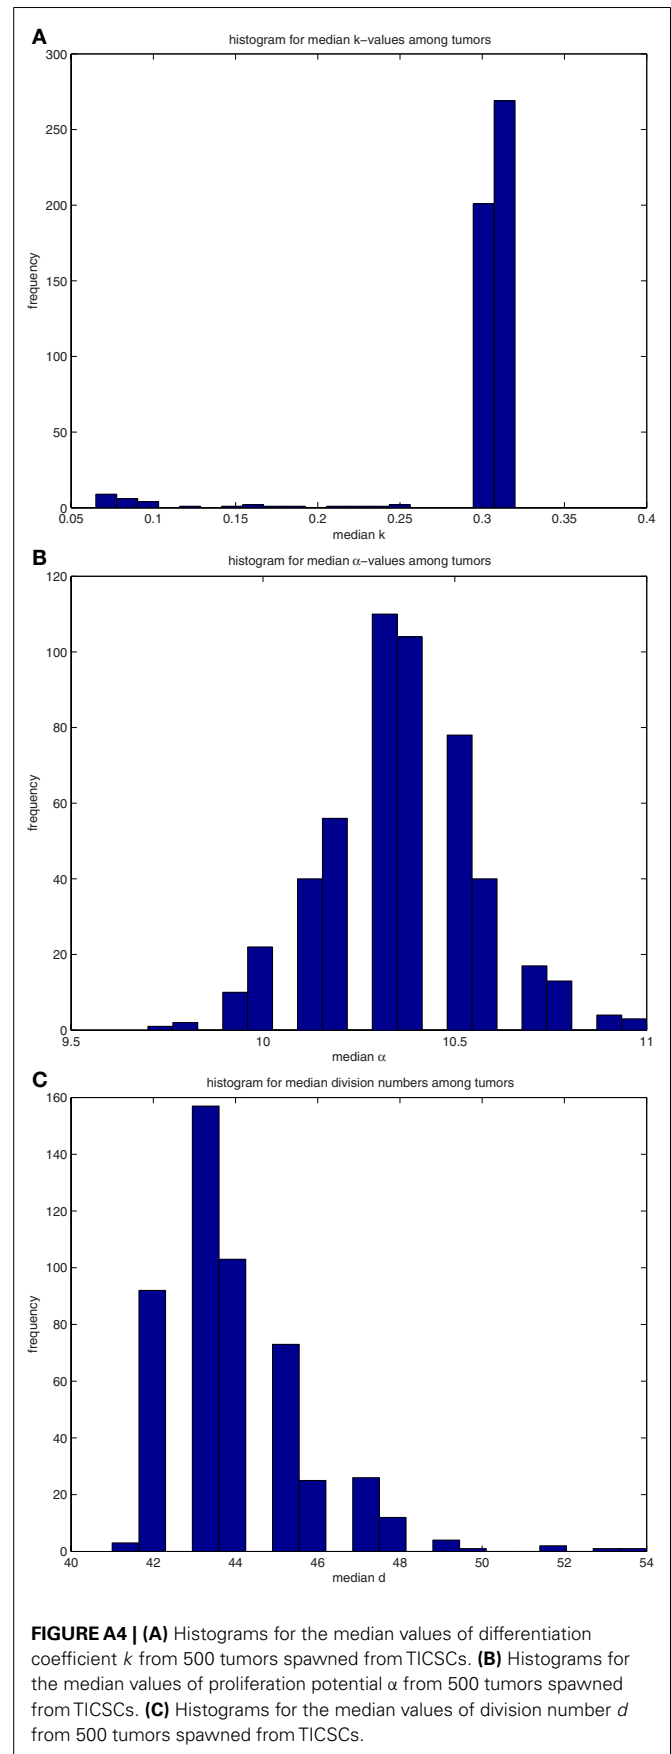 A
histogram for median k−values among tumors
300
250
200
150
100
50
0
frequency
0.05 0.1 0.15 0.2 0.25 0.3 0.35 0.4
median k
B
histogram for median α−values among tumors
120
100
80
60
40
20
0
frequency
9.5 10 10.5 11
median α
C
histogram for median division numbers among tumors
160
140
120
100
80
60
40
20
0
frequency
40 42 44 46 48 50 52 54
median d
FIGURE A4 | (A) Histograms for the median values of differentiation
coefficient k from 500 tumors spawned from TICSCs. (B) Histograms for
the median values of proliferation potential α from 500 tumors spawned
from TICSCs. (C) Histograms for the median values of division number d
from 500 tumors spawned from TICSCs.